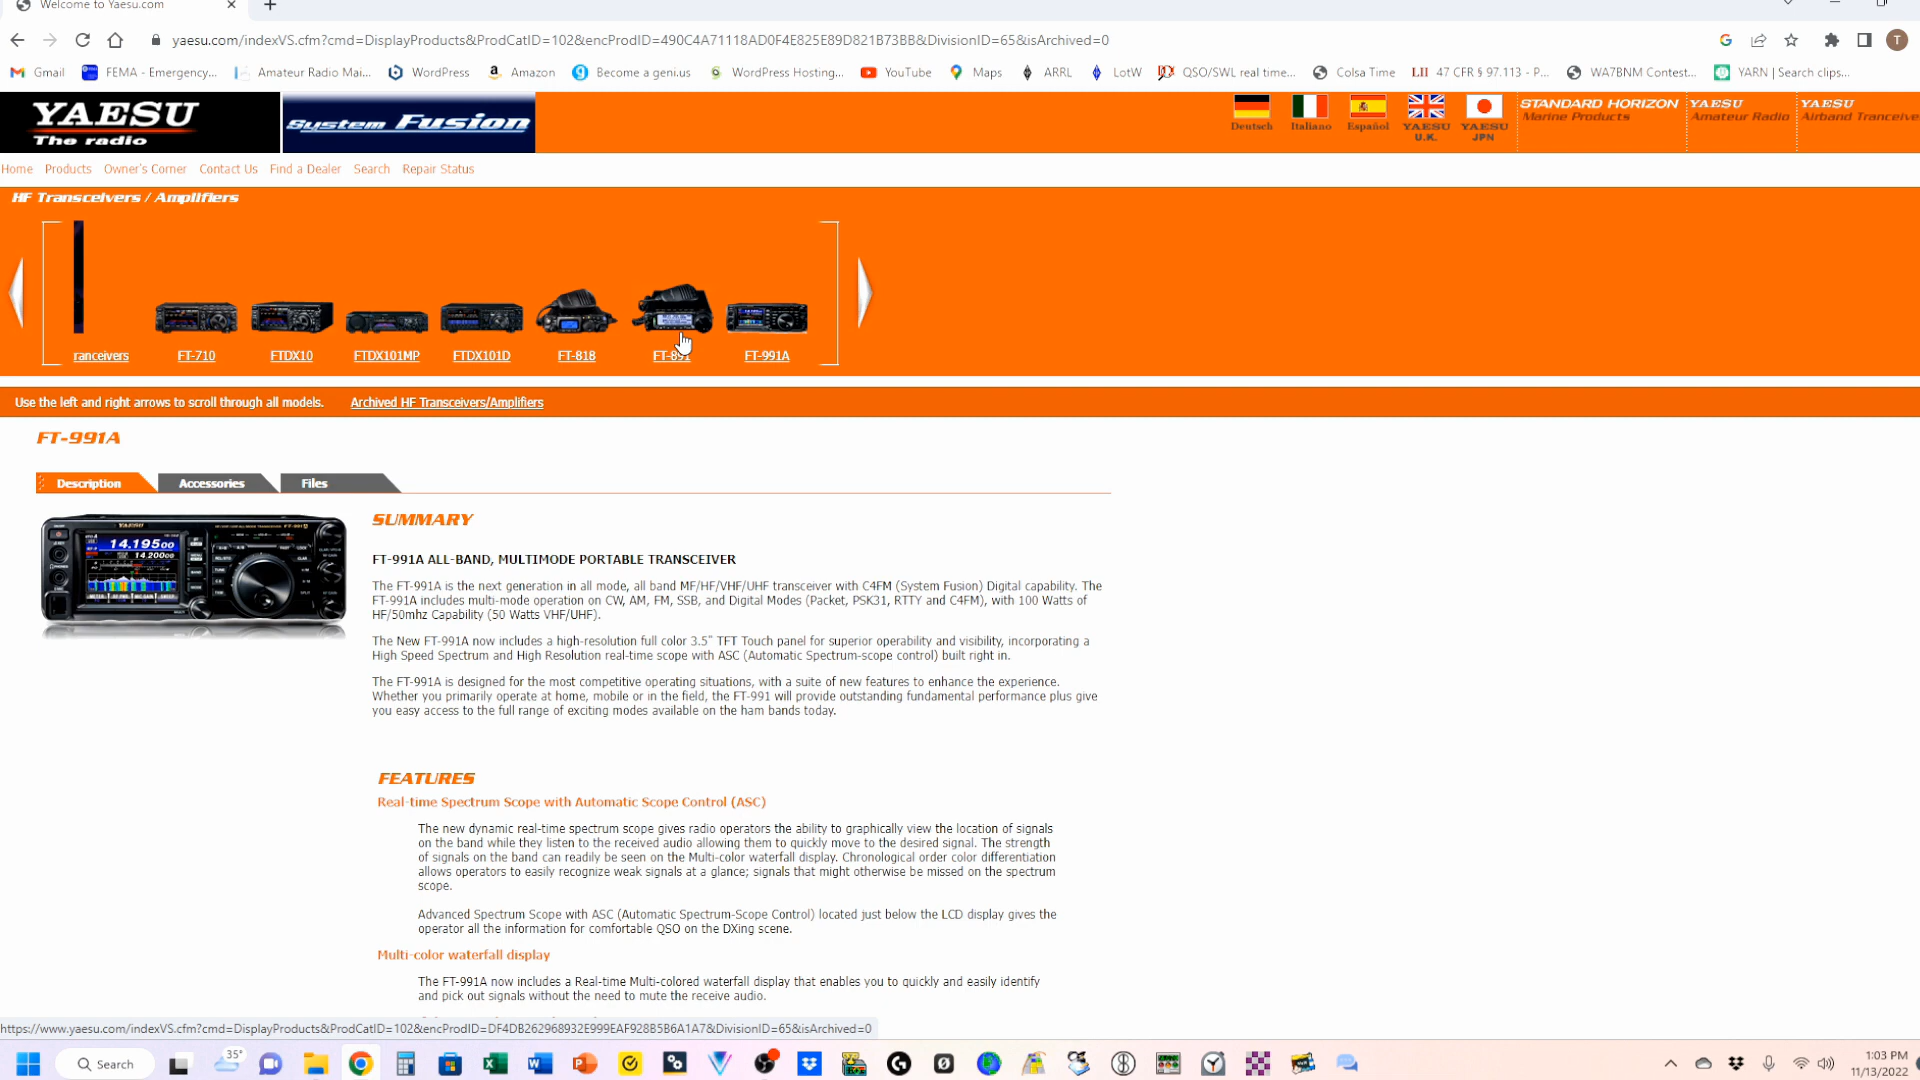 Welcome to Yaesu.com
yaesu.com/indexVS.cfm?cmd=DisplayProducts&ProdCatID=102&encProdID=490C4A71118AD0F4E825E89D821B73BB&DivisionID=65&isArchived=0
T
Gmail
FEMA - Emergency...
Amateur Radio Mai...
WordPress
Amazon
Become a geni.us
WordPress Hosting...
YouTube
Maps
ARRL
LotW
QSO/SWL real time...
Colsa Time
LII 47 CFR § 97.113 - P...
WA7BNM Contest...
YARN | Search clips...
YAESU
The radio
System Fusion
Deutsch
Italiano
Español
YAESU
U.K.
YAESU
JPN
STANDARD HORIZON
Marine Products
YAESU
Amateur Radio
YAESU
Airband Tranceive
Home Products Owner's Corner Contact Us Find a Dealer Search Repair Status
HF Transceivers / Amplifiers
ranceivers
FT-710
FTDX10
FTDX101MP
FTDX101D
FT-818
FT-891
FT-991A
Use the left and right arrows to scroll through all models. Archived HF Transceivers/Amplifiers
FT-991A
Description
Accessories
Files
YAESU
14.19500
14.20000
SUMMARY
FT-991A ALL-BAND, MULTIMODE PORTABLE TRANSCEIVER
The FT-991A is the next generation in all mode, all band MF/HF/VHF/UHF transceiver with C4FM (System Fusion) Digital capability. The
FT-991A includes multi-mode operation on CW, AM, FM, SSB, and Digital Modes (Packet, PSK31, RTTY and C4FM), with 100 Watts of
HF/50mhz Capability (50 Watts VHF/UHF).
The New FT-991A now includes a high-resolution full color 3.5" TFT Touch panel for superior operability and visibility, incorporating a
High Speed Spectrum and High Resolution real-time scope with ASC (Automatic Spectrum-scope control) built right in.
The FT-991A is designed for the most competitive operating situations, with a suite of new features to enhance the experience.
Whether you primarily operate at home, mobile or in the field, the FT-991 will provide outstanding fundamental performance plus give
you easy access to the full range of exciting modes available on the ham bands today.
FEATURES
Real-time Spectrum Scope with Automatic Scope Control (ASC)
The new dynamic real-time spectrum scope gives radio operators the ability to graphically view the location of signals
on the band while they listen to the received audio allowing them to quickly move to the desired signal. The strength
of signals on the band can readily be seen on the Multi-color waterfall display. Chronological order color differentiation
allows operators to easily recognize weak signals at a glance; signals that might otherwise be missed on the spectrum
scope.
Advanced Spectrum Scope with ASC (Automatic Spectrum-Scope Control) located just below the LCD display gives the
operator all the information for comfortable QSO on the DXing scene.
Multi-color waterfall display
The FT-991A now includes a Real-time Multi-colored waterfall display that enables you to quickly and easily identify
and pick out signals without the need to mute the receive audio.
https://www.yaesu.com/indexVS.cfm?cmd=DisplayProducts&ProdCatID=102&encProdID=DF4DB262968932E999EAF928B5B6A1A7&DivisionID=65&isArchived=0
Search
35°
1:03 PM
11/13/2022